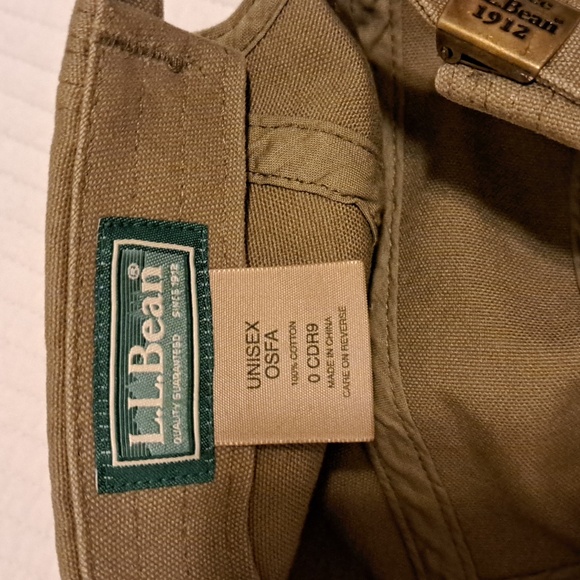 L.L.Bean®
QUALITY GUARANTEED SINCE 1912
UNISEX
OSFA
100% COTTON
0 CDR9
MADE IN CHINA
CARE ON REVERSE
L.Bean
1912